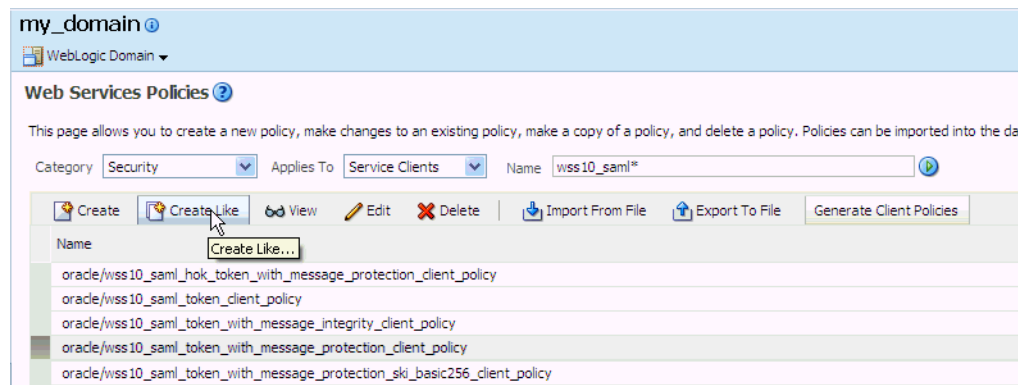 my_domain
WebLogic Domain
Web Services Policies
This page allows you to create a new policy, make changes to an existing policy, make a copy of a policy, and delete a policy. Policies can be imported into the da
Category Security Applies To Service Clients Name wss10_saml*
Create Create Like View Edit Delete Import From File Export To File Generate Client Policies
Name
Create Like...
oracle/wss10_saml_hok_token_with_message_protection_client_policy
oracle/wss10_saml_token_client_policy
oracle/wss10_saml_token_with_message_integrity_client_policy
oracle/wss10_saml_token_with_message_protection_client_policy
oracle/wss10_saml_token_with_message_protection_ski_basic256_client_policy